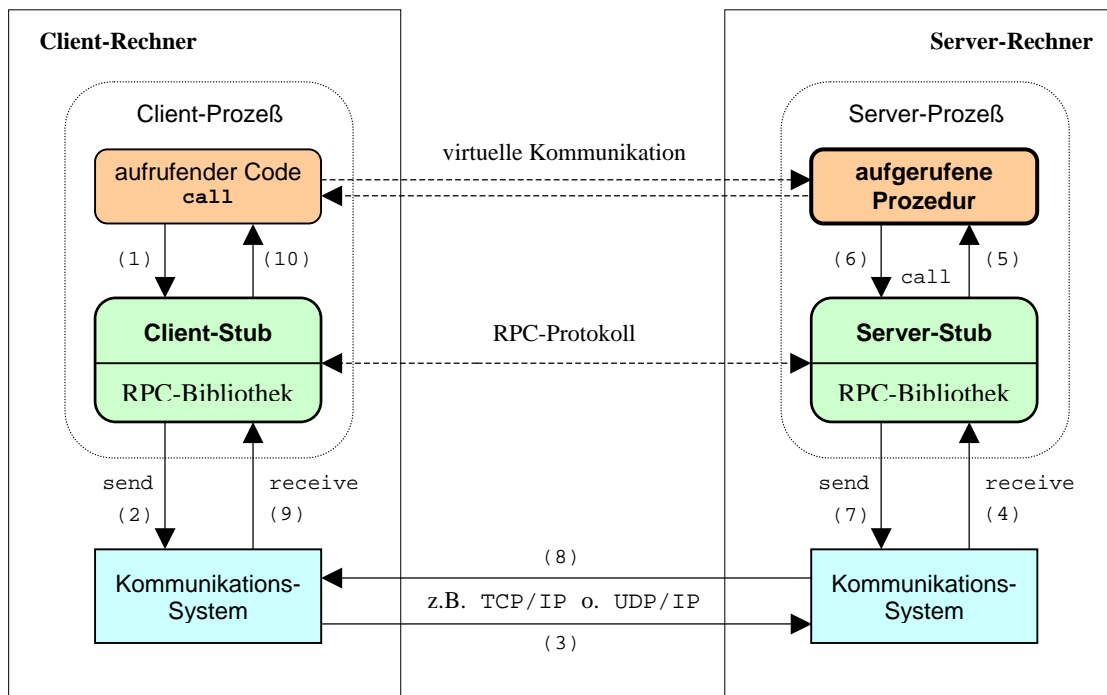 Client-Rechner
Server-Rechner
Client-Prozeß
Server-Prozeß
aufrufender Code
call
virtuelle Kommunikation
aufgerufene
Prozedur
(1)
(10)
(6)
call
(5)
Client-Stub
RPC-Protokoll
Server-Stub
RPC-Bibliothek
RPC-Bibliothek
send
receive
send
receive
(2)
(9)
(7)
(4)
Kommunikations-
System
(8)
z.B. TCP/IP o. UDP/IP
(3)
Kommunikations-
System